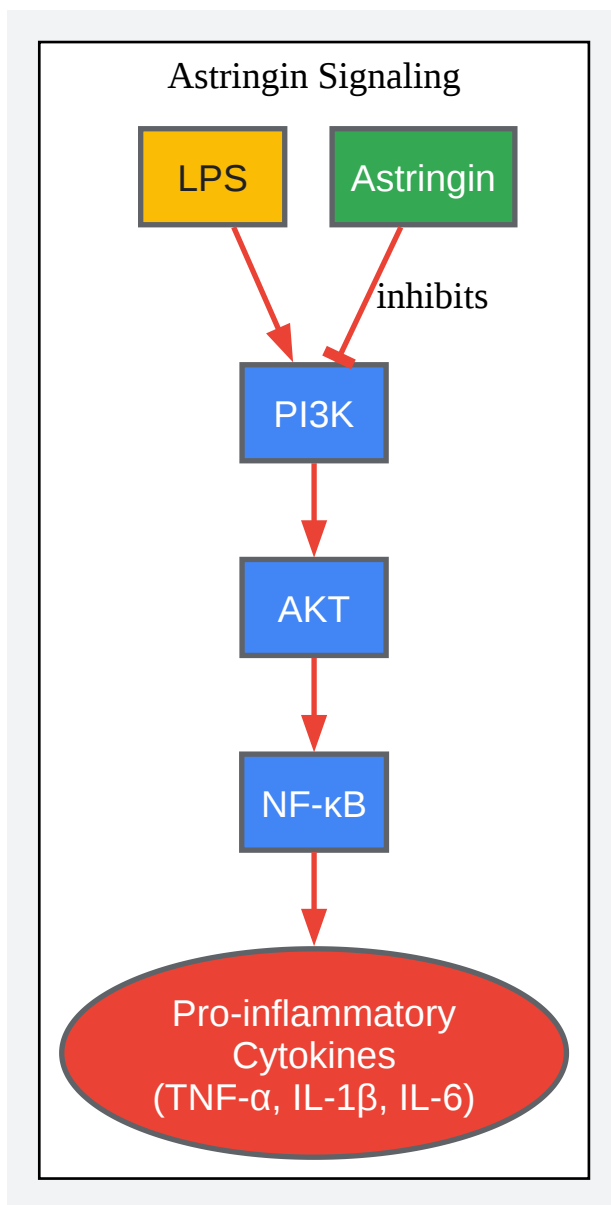 Astringin Signaling
LPS
Astringin
inhibits
PI3K
AKT
NF-κB
Pro-inflammatory
Cytokines
(TNF-α, IL-1β, IL-6)